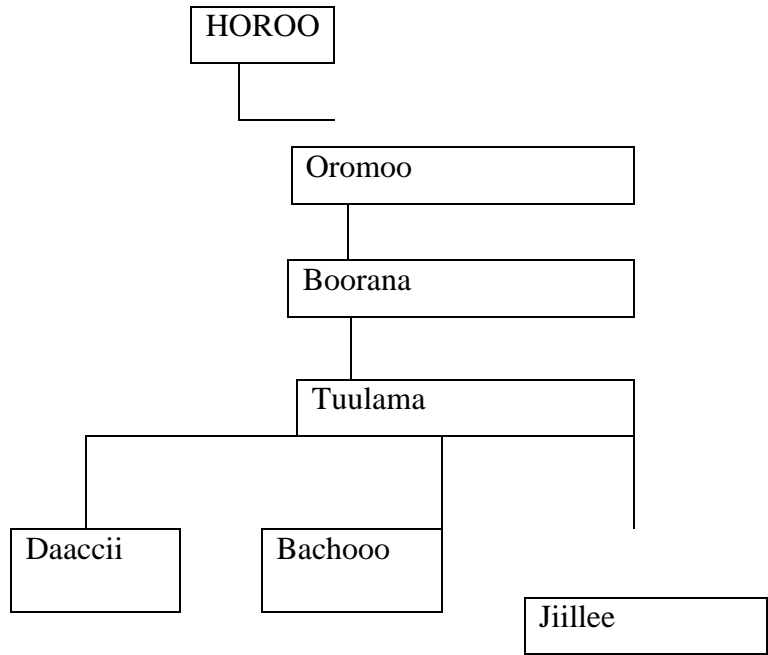 HOROO
Oromoo
Boorana
Tuulama
Daaccii
Bachooo
Jiillee